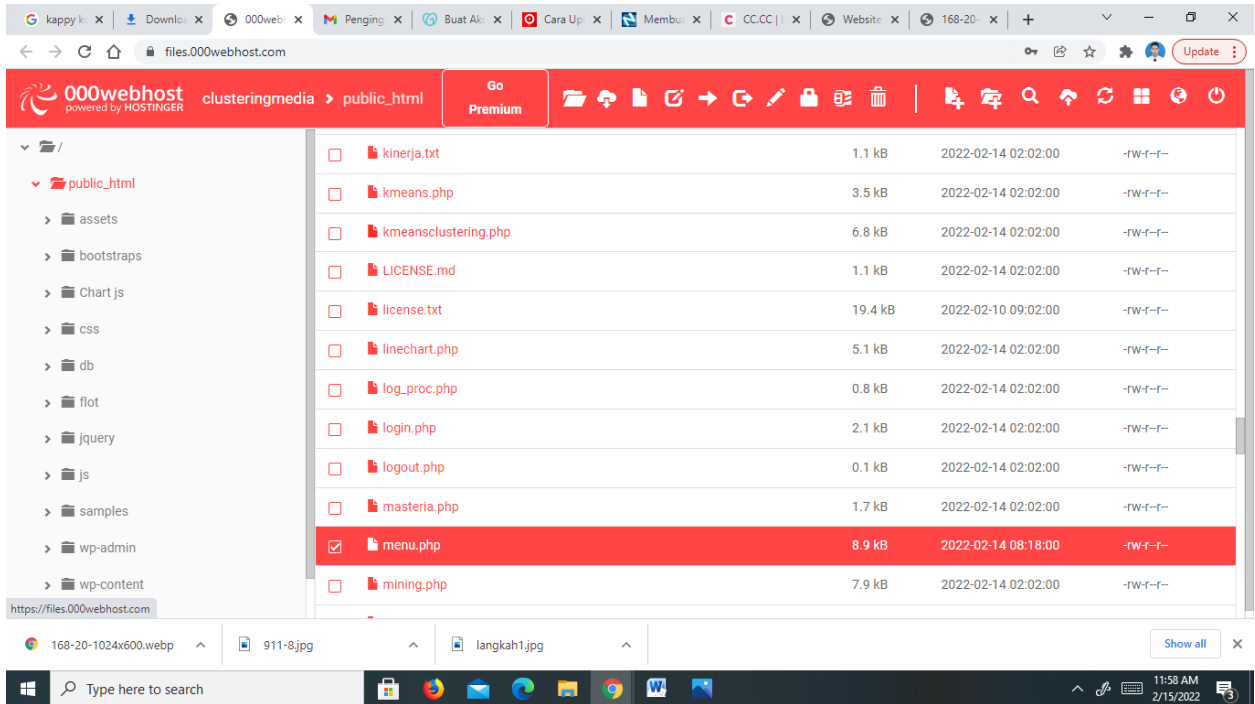 kappy k
Downlo
000web
Penging
Buat Ak
Cara Up
Membu
CC.CC |
Website
168-20-
files.000webhost.com
Update
000webhost
powered by HOSTINGER
clusteringmedia > public_html
Go
Premium
/
public_html
assets
bootstraps
Chart js
css
db
flot
jquery
js
samples
wp-admin
wp-content
kinerja.txt 1.1 kB 2022-02-14 02:02:00 -rw-r--r--
kmeans.php 3.5 kB 2022-02-14 02:02:00 -rw-r--r--
kmeansclustering.php 6.8 kB 2022-02-14 02:02:00 -rw-r--r--
LICENSE.md 1.1 kB 2022-02-14 02:02:00 -rw-r--r--
license.txt 19.4 kB 2022-02-10 09:02:00 -rw-r--r--
linechart.php 5.1 kB 2022-02-14 02:02:00 -rw-r--r--
log_proc.php 0.8 kB 2022-02-14 02:02:00 -rw-r--r--
login.php 2.1 kB 2022-02-14 02:02:00 -rw-r--r--
logout.php 0.1 kB 2022-02-14 02:02:00 -rw-r--r--
masteria.php 1.7 kB 2022-02-14 02:02:00 -rw-r--r--
menu.php 8.9 kB 2022-02-14 08:18:00 -rw-r--r--
mining.php 7.9 kB 2022-02-14 02:02:00 -rw-r--r--
https://files.000webhost.com
168-20-1024x600.webp
911-8.jpg
langkah1.jpg
Show all
Type here to search
11:58 AM
2/15/2022
3